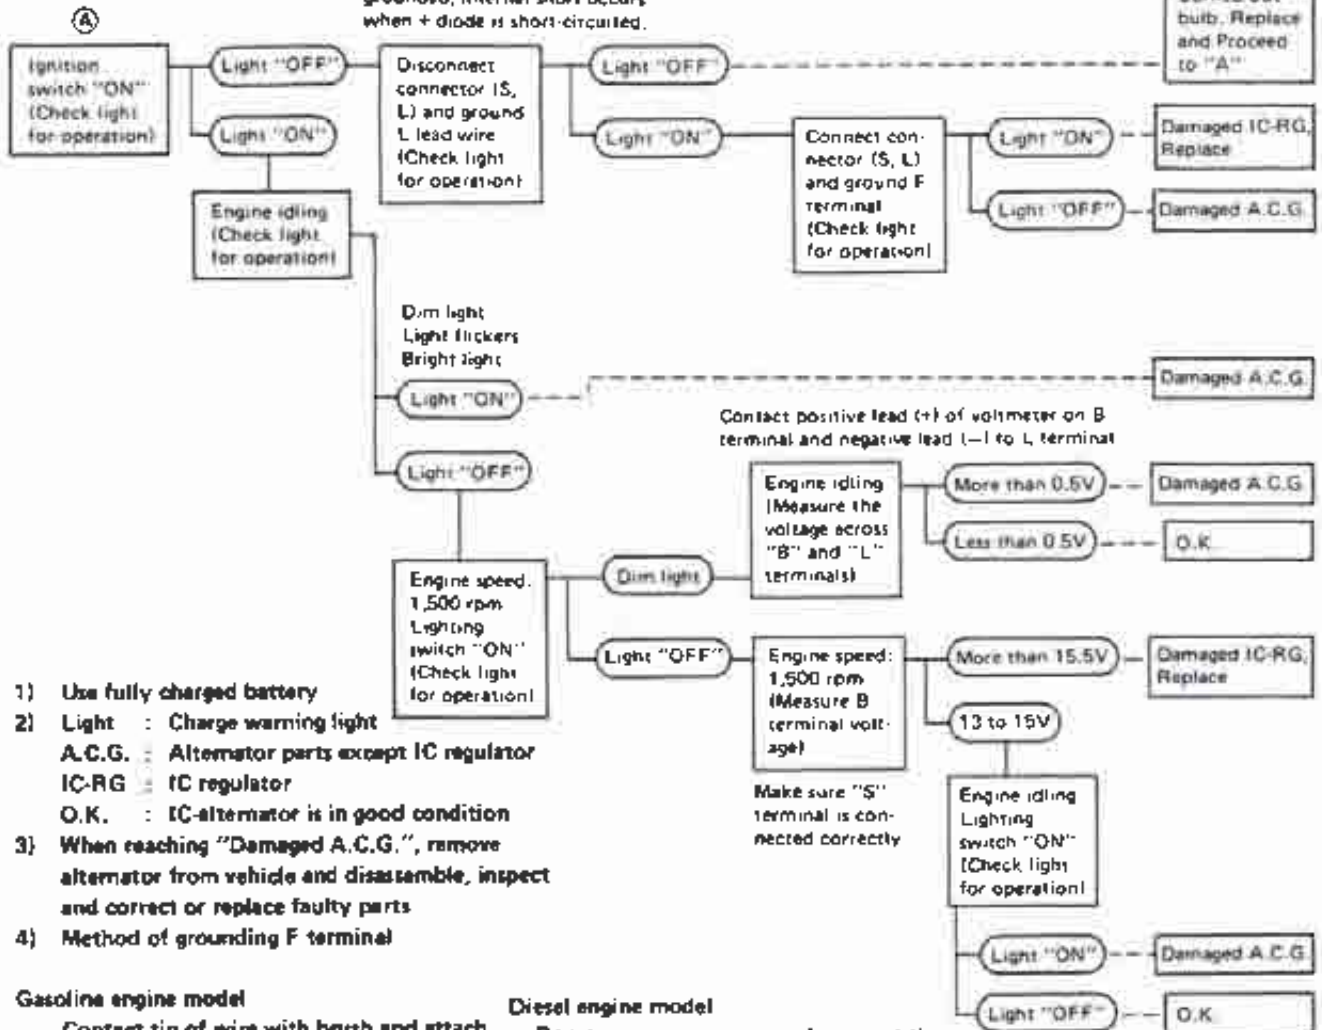 when + diode is short-circuited.
bulb. Replace
and Proceed
to "A"
A
Ignition
switch "ON"
(Check light
for operation)
Light "OFF"
Light "ON"
Disconnect
connector (S,
L) and ground
L lead wire
(Check light
for operation)
Light "OFF"
Light "ON"
Connect con-
nector (S, L)
and ground F
terminal
(Check light
for operation)
Light "ON"
Damaged IC-RG,
Replace
Light "OFF"
Damaged A.C.G.
Engine idling
(Check light
for operation)
Dim light
Light flickers
Bright light
Light "ON"
Damaged A.C.G.
Light "OFF"
Contact positive lead (+) of voltmeter on B
terminal and negative lead (—) to L terminal
Engine idling
(Measure the
voltage across
"B" and "L"
terminals)
More than 0.5V
Damaged A.C.G.
Less than 0.5V
O.K.
Engine speed:
1,500 rpm
Lighting
switch "ON"
(Check light
for operation)
Dim light
Light "OFF"
Engine speed:
1,500 rpm
(Measure B
terminal volt-
age)
More than 15.5V
Damaged IC-RG,
Replace
13 to 15V
Make sure "S"
terminal is con-
nected correctly
Engine idling
Lighting
switch "ON"
(Check light
for operation)
Light "ON"
Damaged A.C.G.
Light "OFF"
O.K.
1) Use fully charged battery
2) Light : Charge warning light
A.C.G. : Alternator parts except IC regulator
IC-RG : IC regulator
O.K. : IC-alternator is in good condition
3) When reaching "Damaged A.C.G.", remove
alternator from vehicle and disassemble, inspect
and correct or replace faulty parts
4) Method of grounding F terminal
Gasoline engine model
Contact tip of wire with brush and attach
Diesel engine model